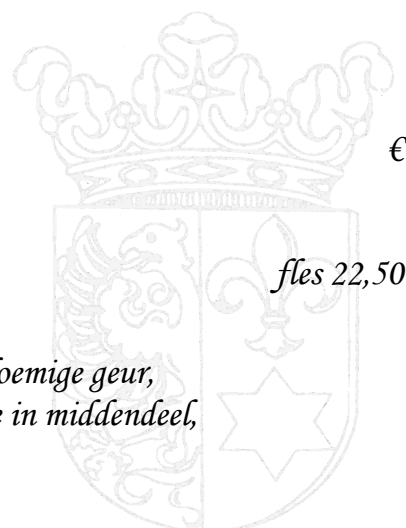 €
fles 22,50
oemige geur,
in middendeel,